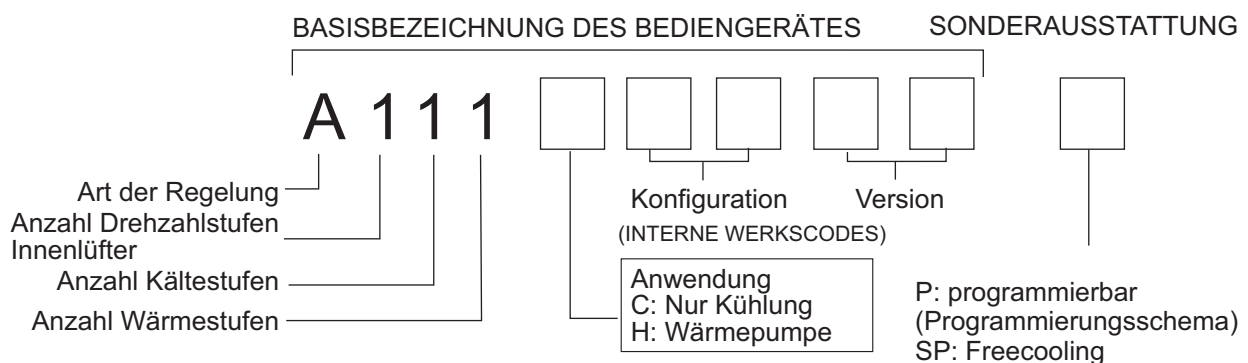 BASISBEZEICHNUNG DES BEDIENGERÄTES SONDERAUSSTATTUNG
A 1 1 1
Art der Regelung
Anzahl Drehzahlstufen
Innenlüfter
Anzahl Kältestufen
Anzahl Wärmestufen
Konfiguration Version
(INTERNE WERKSCODES)
Anwendung
C: Nur Kühlung
H: Wärmepumpe
P: programmierbar
(Programmierungsschema)
SP: Freecooling